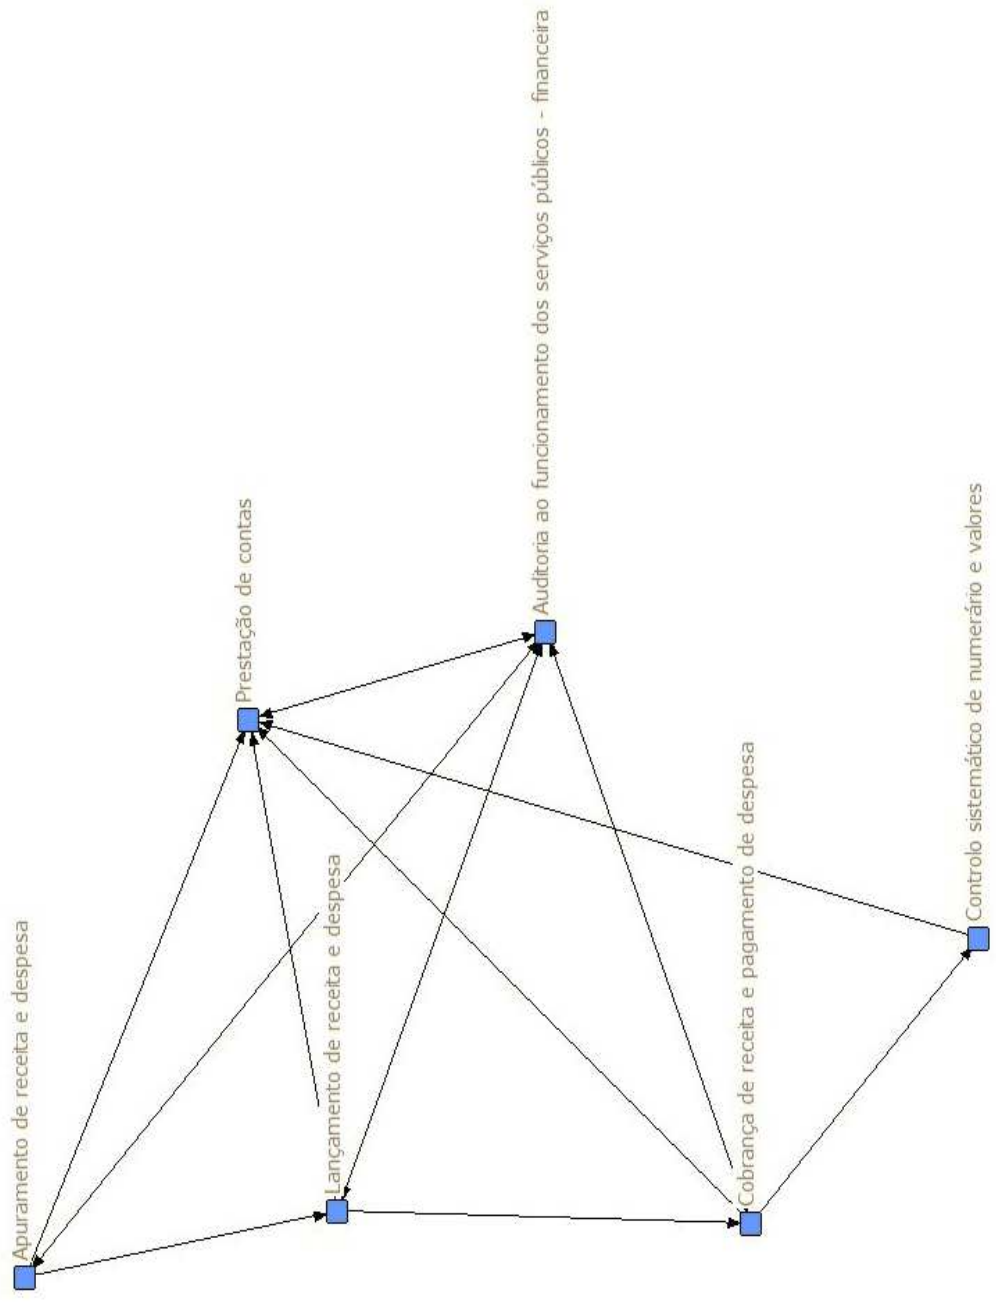 Apuramento de receita e despesa
Prestação de contas
Lançamento de receita e despesa
Auditoria ao funcionamento dos serviços públicos - financeira
Cobrança de receita e pagamento de despesa
Controlo sistemático de numerário e valores